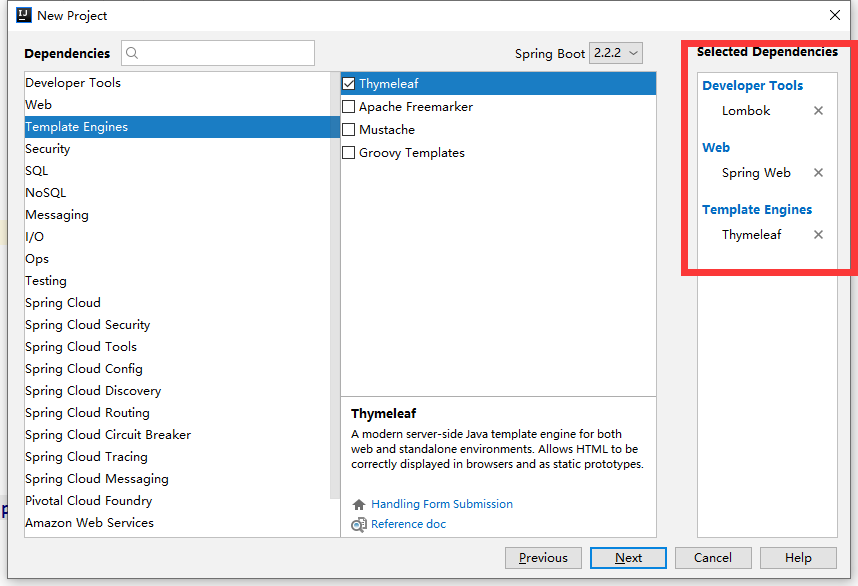 IJ New Project
Dependencies
Spring Boot 2.2.2
Selected Dependencies
Developer Tools
Web
Template Engines
Security
SQL
NoSQL
Messaging
I/O
Ops
Testing
Spring Cloud
Spring Cloud Security
Spring Cloud Tools
Spring Cloud Config
Spring Cloud Discovery
Spring Cloud Routing
Spring Cloud Circuit Breaker
Spring Cloud Tracing
Spring Cloud Messaging
Pivotal Cloud Foundry
Amazon Web Services
Thymeleaf
Apache Freemarker
Mustache
Groovy Templates
Thymeleaf
A modern server-side Java template engine for both
web and standalone environments. Allows HTML to be
correctly displayed in browsers and as static prototypes.
Handling Form Submission
Reference doc
Developer Tools
Lombok
Web
Spring Web
Template Engines
Thymeleaf
Previous
Next
Cancel
Help